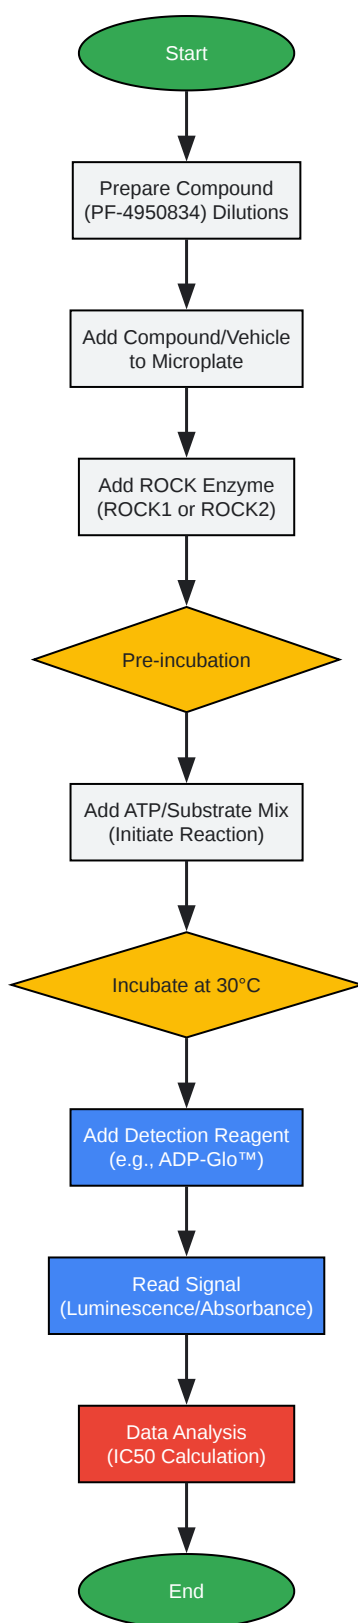 Start
Prepare Compound
(PF-4950834) Dilutions
Add Compound/Vehicle
to Microplate
Add ROCK Enzyme
(ROCK1 or ROCK2)
Pre-incubation
Add ATP/Substrate Mix
(Initiate Reaction)
Incubate at 30°C
Add Detection Reagent
(e.g., ADP-Glo™)
Read Signal
(Luminescence/Absorbance)
Data Analysis
(IC50 Calculation)
End